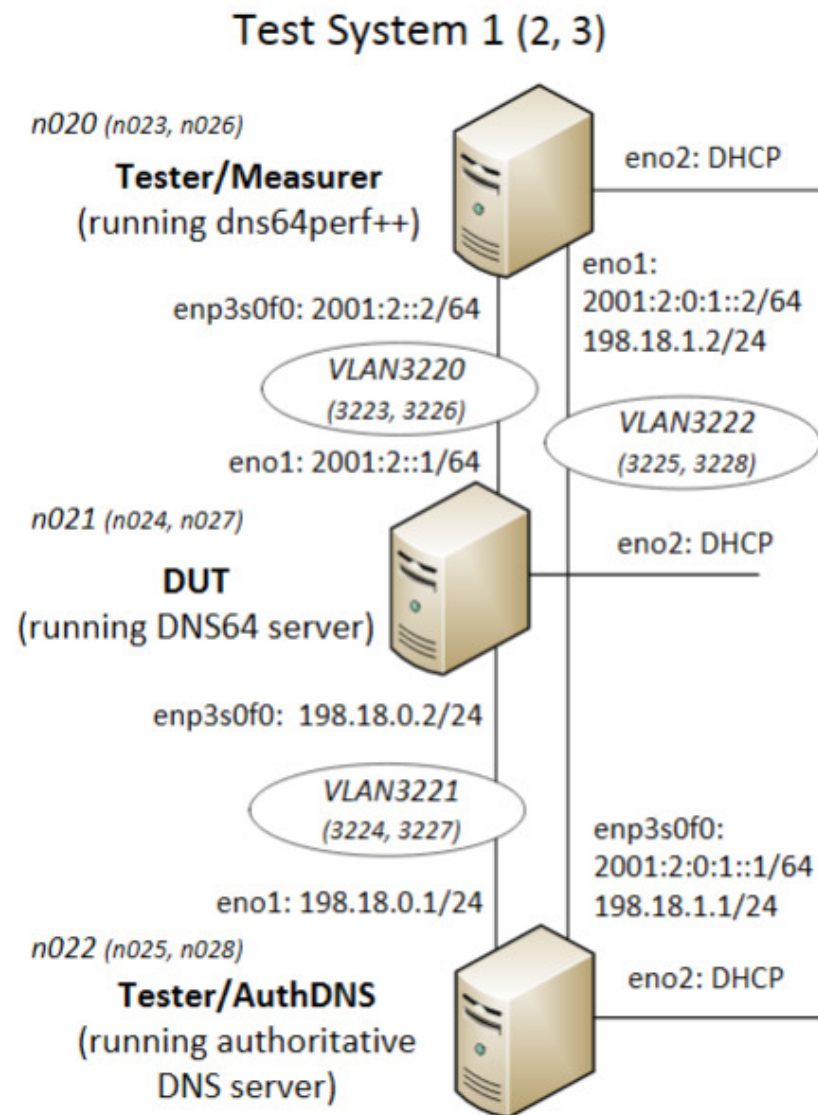 Test System 1 (2, 3)
n020 (n023, n026)
Tester/Measurer
(running dns64perf++)
eno2: DHCP
eno1:
2001:2:0:1::2/64
198.18.1.2/24
enp3s0f0: 2001:2::2/64
VLAN3220
(3223, 3226)
VLAN3222
(3225, 3228)
eno1: 2001:2::1/64
n021 (n024, n027)
DUT
(running DNS64 server)
eno2: DHCP
enp3s0f0: 198.18.0.2/24
VLAN3221
(3224, 3227)
enp3s0f0:
2001:2:0:1::1/64
198.18.1.1/24
eno1: 198.18.0.1/24
n022 (n025, n028)
Tester/AuthDNS
(running authoritative
DNS server)
eno2: DHCP